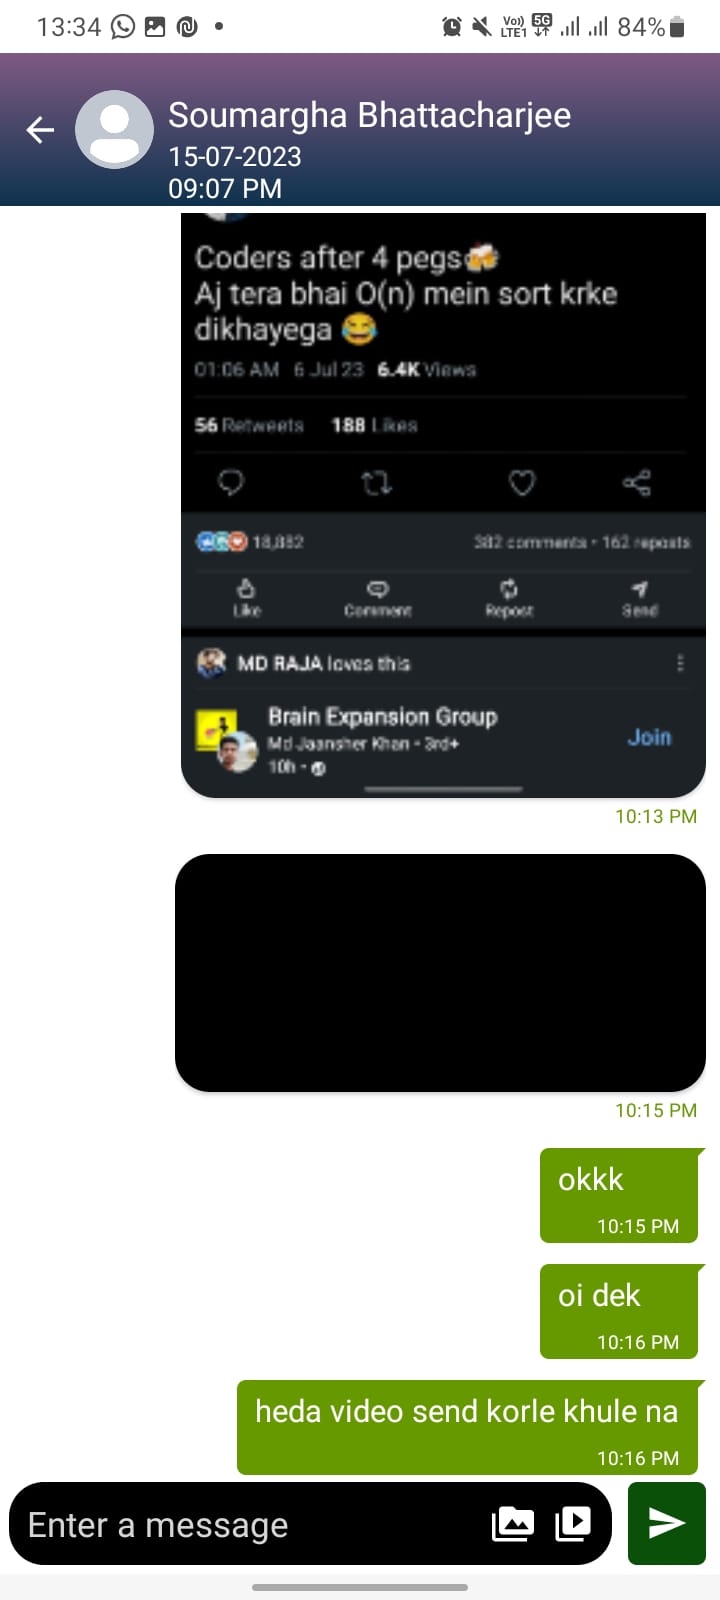 13:34
Vo)) 5G
LTE1
84%
Soumargha Bhattacharjee
15-07-2023
09:07 PM
Coders after 4 pegs🍻
Aj tera bhai O(n) mein sort krke
dikhayega 😂
01:06 AM 6 Jul 23 6.4K Views
56 Retweets 188 Likes
18,882 382 comments • 162 reposts
Like Comment Repost Send
MD RAJA loves this
Brain Expansion Group
Md Jaansher Khan • 3rd+
Join
10h •
10:13 PM
10:15 PM
okkk
10:15 PM
oi dek
10:16 PM
heda video send korle khule na
10:16 PM
Enter a message